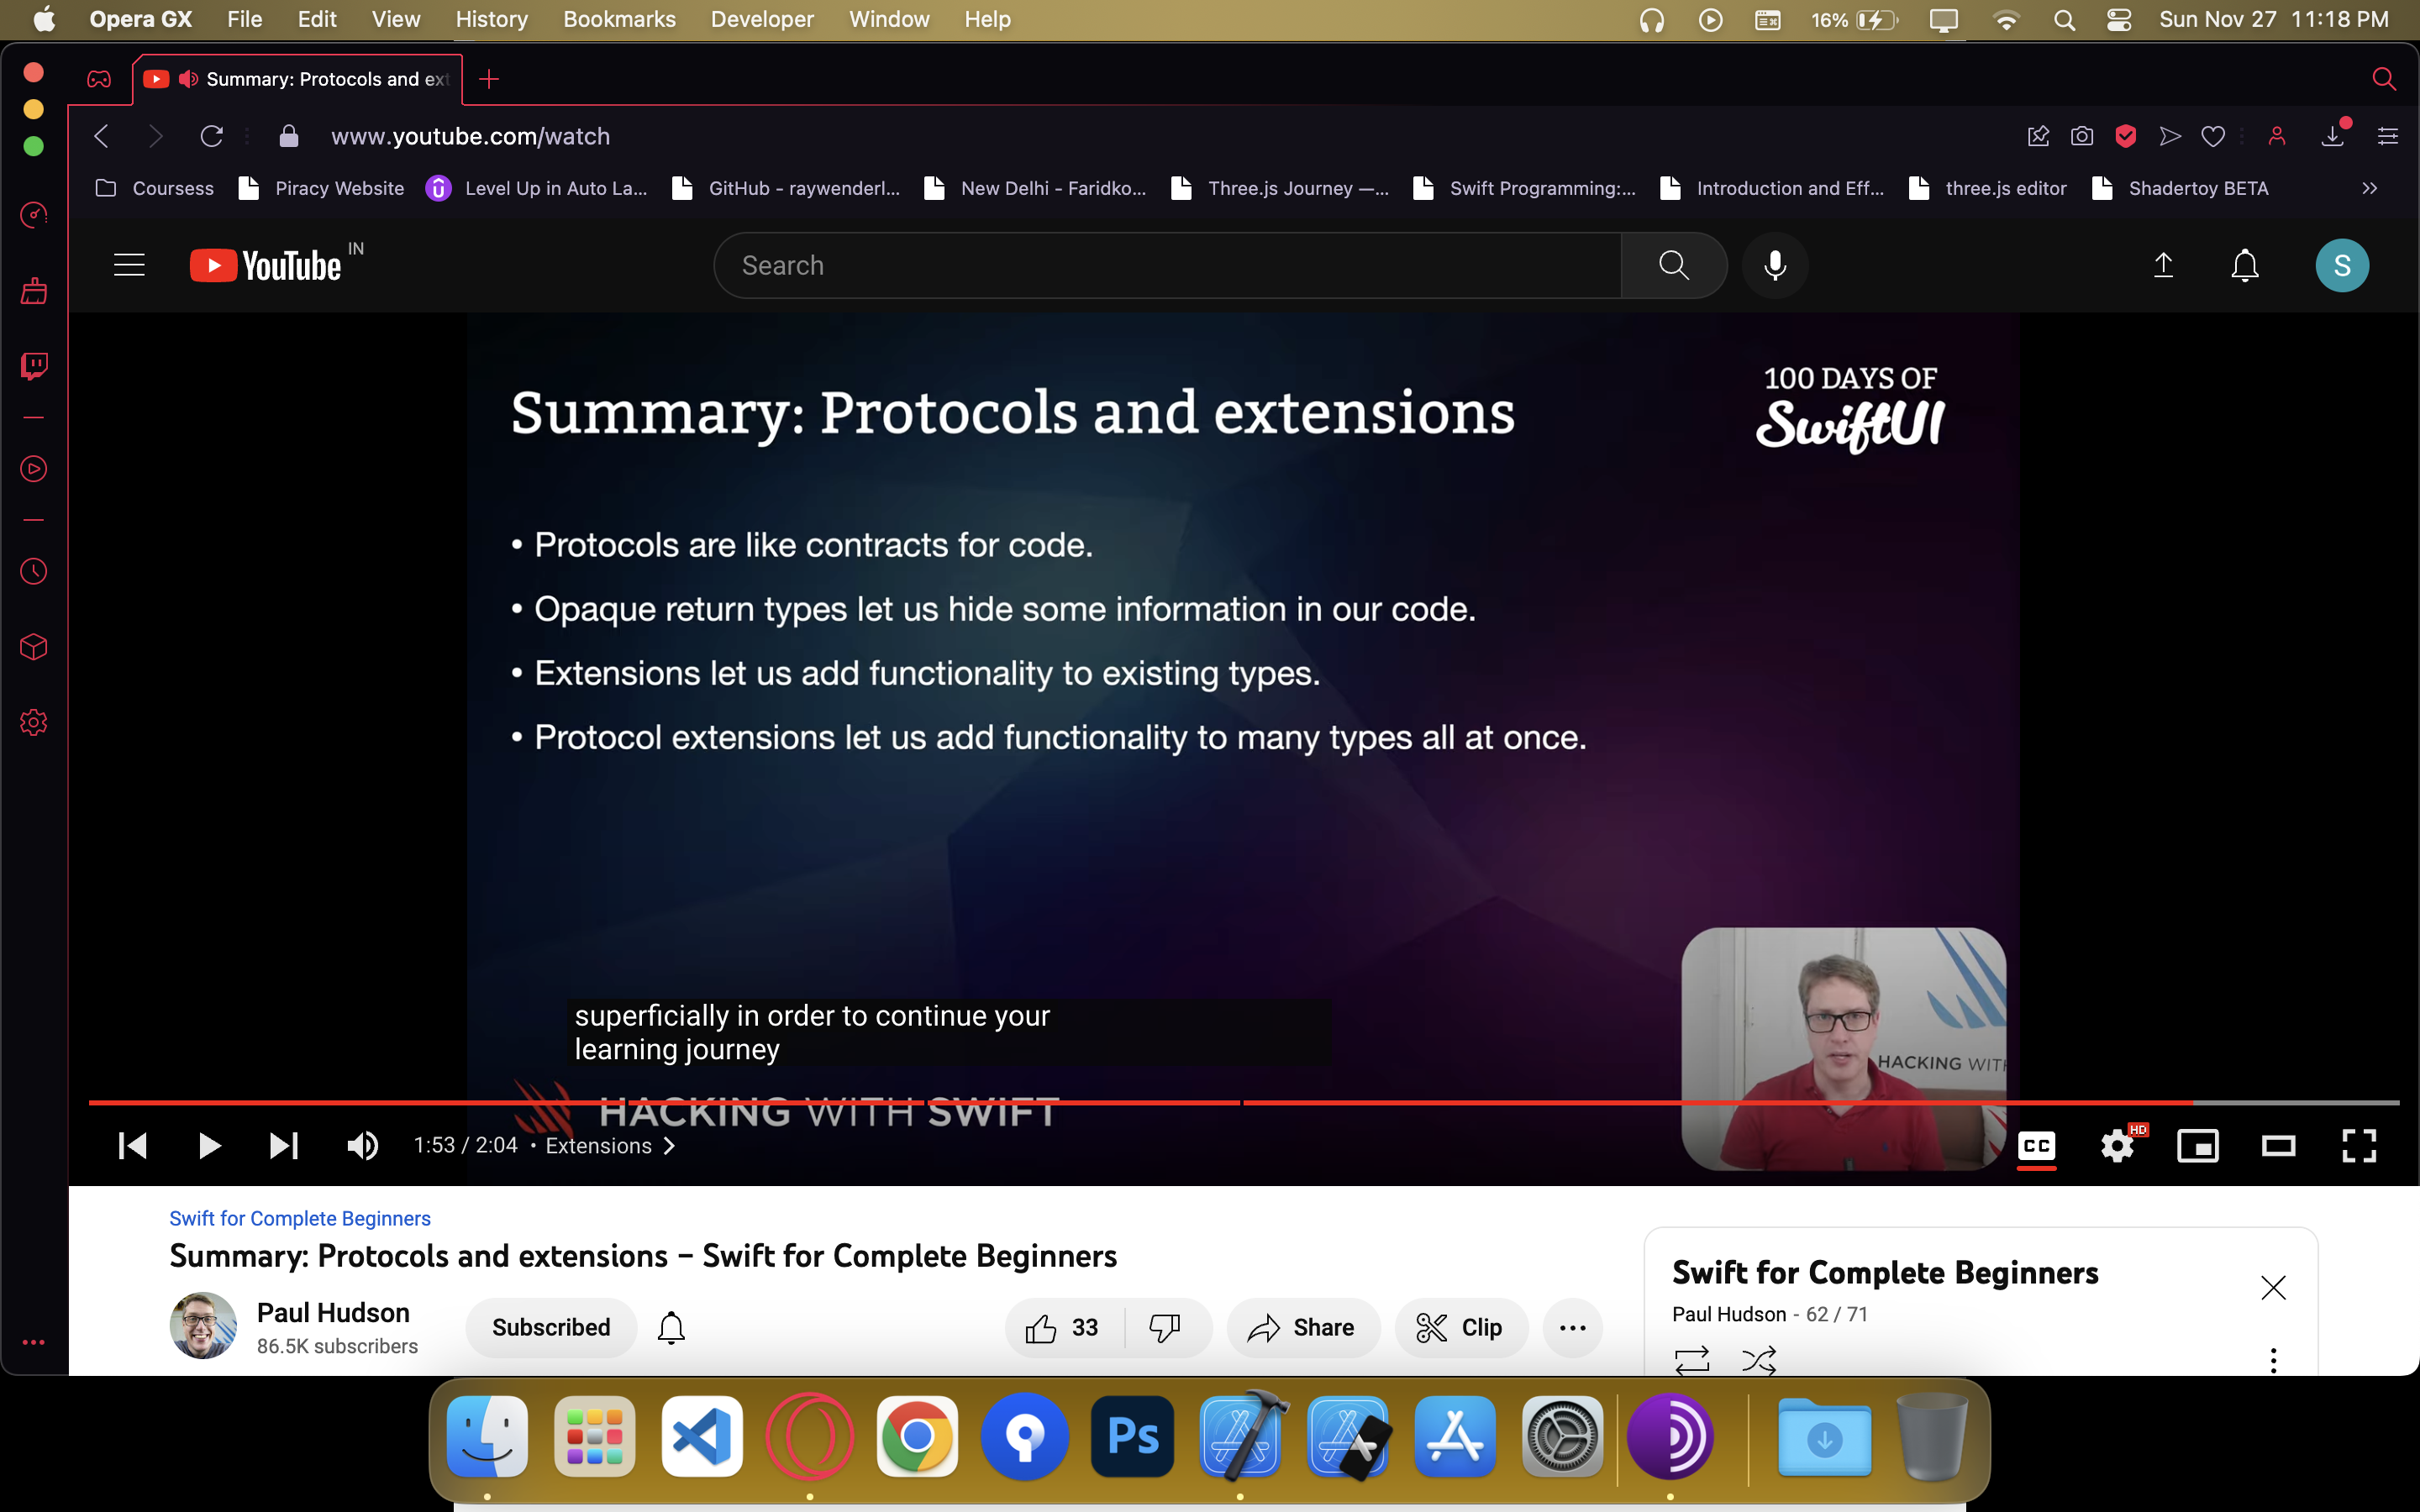 Opera GX File Edit View History Bookmarks Developer Window Help 16% Sun Nov 27 11:18 PM
Summary: Protocols and ext
www.youtube.com/watch
Coursess Piracy Website Level Up in Auto La... GitHub - raywenderl... New Delhi - Faridko... Three.js Journey —... Swift Programming:... Introduction and Eff... three.js editor Shadertoy BETA
YouTube IN Search S
100 DAYS OF
SwiftUI
Summary: Protocols and extensions
• Protocols are like contracts for code.
• Opaque return types let us hide some information in our code.
• Extensions let us add functionality to existing types.
• Protocol extensions let us add functionality to many types all at once.
superficially in order to continue your
learning journey
HACKING WITH
HACKING WITH SWIFT
1:53 / 2:04 • Extensions CC HD
Swift for Complete Beginners
Summary: Protocols and extensions – Swift for Complete Beginners
Paul Hudson
86.5K subscribers
Subscribed 33 Share Clip
Swift for Complete Beginners
Paul Hudson - 62 / 71
Ps